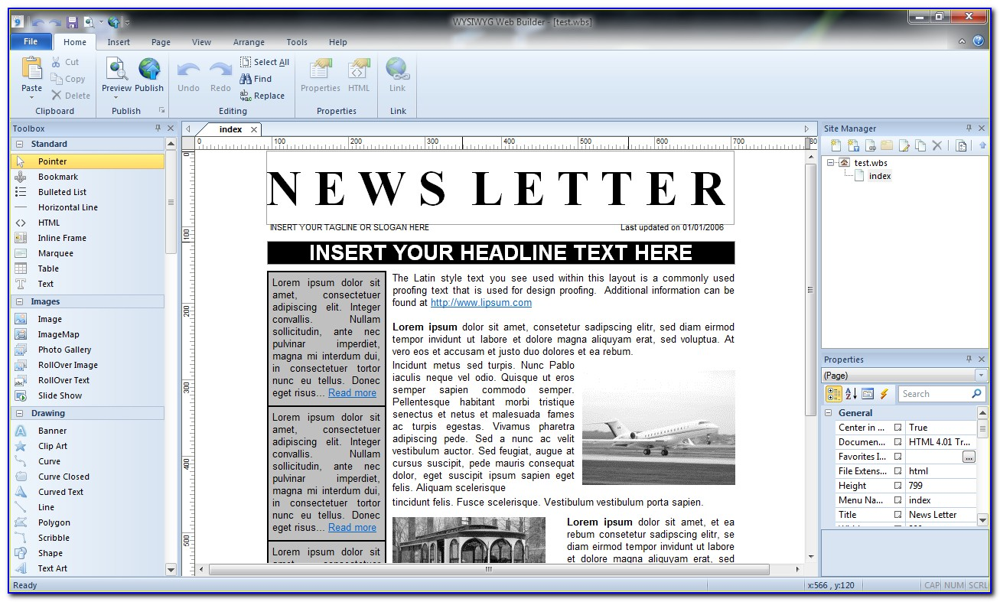 9
WYSIWYG Web Builder - [test.wbs]
File Home Insert Page View Arrange Tools Help
Paste
Cut
Copy
Delete
Clipboard
Preview Publish
Publish
Undo Redo
Select All
Find
Replace
Editing
Properties HTML
Properties
Link
Link
Toolbox
Standard
Pointer
Bookmark
Bulleted List
Horizontal Line
HTML
Inline Frame
Marquee
Table
Text
Images
Image
ImageMap
Photo Gallery
RollOver Image
RollOver Text
Slide Show
Drawing
Banner
Clip Art
Curve
Curve Closed
Curved Text
Line
Polygon
Scribble
Shape
Text Art
index
0 100 200 300 400 500 600 700 80
0
100
200
300
400
500
NEWS LETTER
INSERT YOUR TAGLINE OR SLOGAN HERE Last updated on 01/01/2006
INSERT YOUR HEADLINE TEXT HERE
Lorem ipsum dolor sit
amet, consectetuer
adipiscing elit. Integer
convallis. Nullam
sollicitudin, ante nec
pulvinar imperdiet,
magna mi interdum dui,
in consectetuer tortor
nunc eu tellus. Donec
eget risus... Read more
Lorem ipsum dolor sit
amet, consectetuer
adipiscing elit. Integer
convallis. Nullam
sollicitudin, ante nec
pulvinar imperdiet,
magna mi interdum dui,
in consectetuer tortor
nunc eu tellus. Donec
eget risus... Read more
Lorem ipsum dolor sit
The Latin style text you see used within this layout is a commonly used
proofing text that is used for design proofing. Additional information can be
found at http://www.lipsum.com
Lorem ipsum dolor sit amet, consetetur sadipscing elitr, sed diam eirmod
tempor invidunt ut labore et dolore magna aliquyam erat, sed voluptua. At
vero eos et accusam et justo duo dolores et ea rebum.
Incidunt metus sed turpis. Nunc Pablo
iaculis neque vel odio. Quisque ut eros
semper sapien commodo semper.
Pellentesque habitant morbi tristique
senectus et netus et malesuada fames
ac turpis egestas. Vivamus pharetra
adipiscing pede. Sed a nunc ac velit
vestibulum auctor. Sed feugiat, augue at
cursus suscipit, pede mauris consequat
dolor, eget suscipit ipsum sapien eget
felis. Aliquam scelerisque
tincidunt felis. Fusce scelerisque. Vestibulum vestibulum porta sapien.
Lorem ipsum dolor sit amet, et ea
rebum consetetur sadipscing elitr, se
diam eirmod tempor invidunt ut labore
et dolore magna aliquyam erat, sed
Site Manager
test.wbs
index
Properties
(Page)
Search
General
Center in ... True
Documen... HTML 4.01 Tr...
Favorites I... ...
File Extens... html
Height 799
Menu Na... index
Title News Letter
Ready x:566 , y:120 CAP NUM SCRL